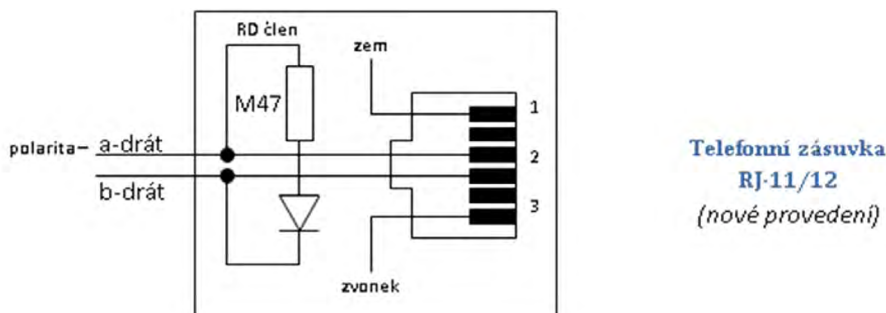 RD člen
zem
M47
1
polarita– a-drát
2
b-drát
3
zvonek
Telefonní zásuvka
RJ-11/12
(nové provedení)